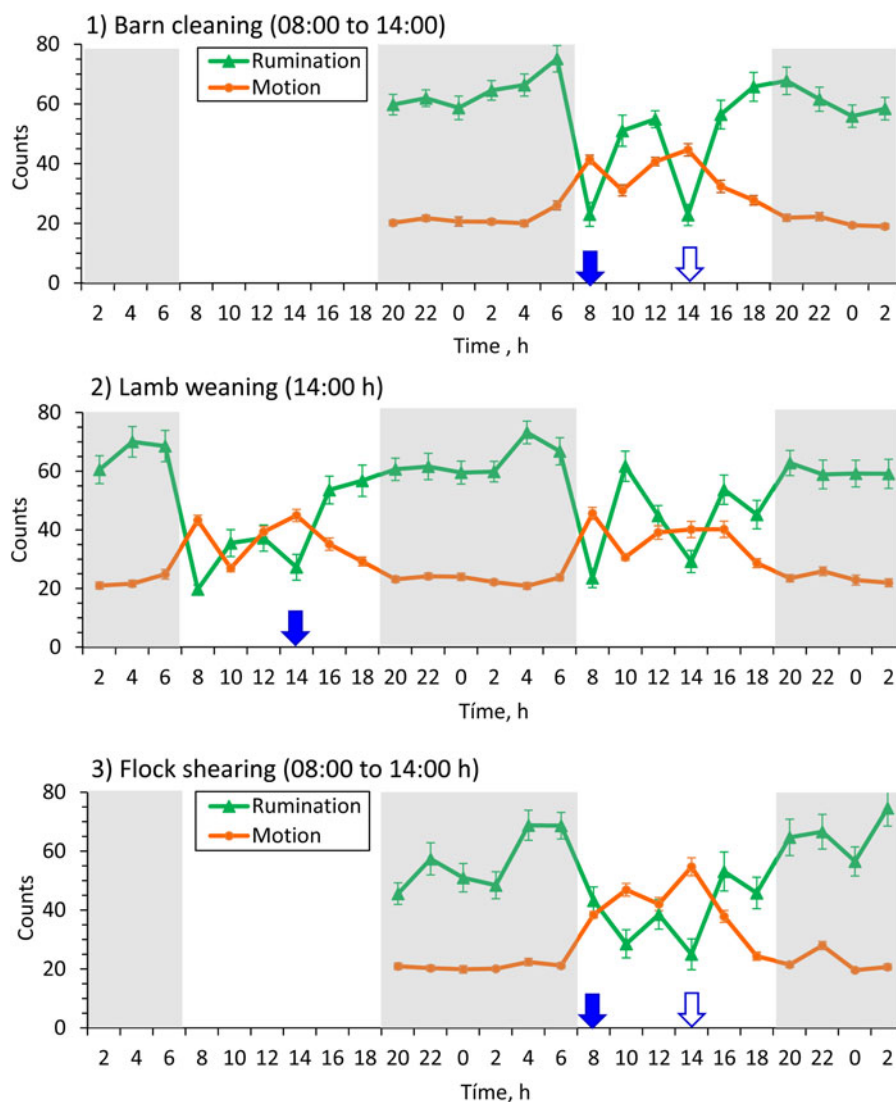 1) Barn cleaning (08:00 to 14:00)
80
60
40
20
0
Counts
Rumination
Motion
2 4 6 8 10 12 14 16 18 20 22 0 2 4 6 8 10 12 14 16 18 20 22 0 2
Time , h
2) Lamb weaning (14:00 h)
80
60
40
20
0
Counts
2 4 6 8 10 12 14 16 18 20 22 0 2 4 6 8 10 12 14 16 18 20 22 0 2
Tíme, h
3) Flock shearing (08:00 to 14:00 h)
80
60
40
20
0
Counts
Rumination
Motion
2 4 6 8 10 12 14 16 18 20 22 0 2 4 6 8 10 12 14 16 18 20 22 0 2
Tíme, h